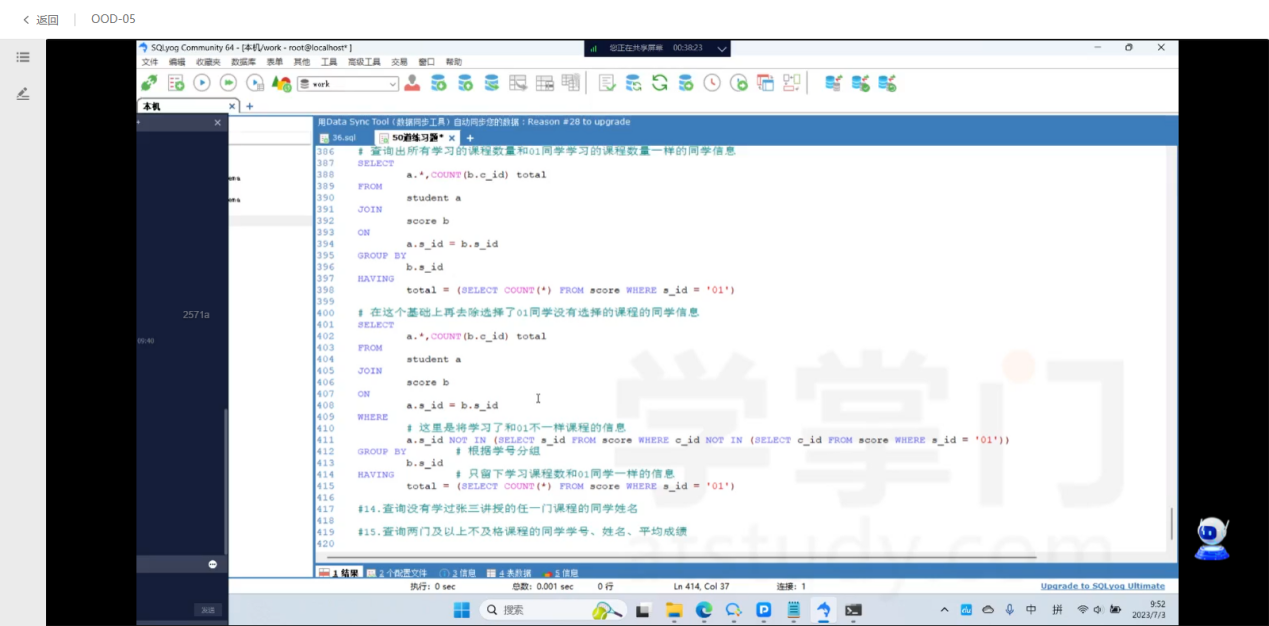 返回
OOD-05
SQLyog Community 64 - [本机/work - root@localhost* ]
您正在共享屏幕 00:38:23
文件 编辑 收藏夹 数据库 表单 其他 工具 高级工具 交易 窗口 帮助
work
本机
用Data Sync Tool（数据同步工具）自动同步您的数据：Reason #28 to upgrade
36.sql
50道练习题*
386 # 查询出所有学习的课程数量和01同学学习的课程数量一样的同学信息
387 SELECT
388 a.*,COUNT(b.c_id) total
389 FROM
390 student a
391 JOIN
392 score b
393 ON
394 a.s_id = b.s_id
395 GROUP BY
396 b.s_id
397 HAVING
398 total = (SELECT COUNT(*) FROM score WHERE s_id = '01')
399
400 # 在这个基础上再去除选择了01同学没有选择的课程的同学信息
401 SELECT
402 a.*,COUNT(b.c_id) total
403 FROM
404 student a
405 JOIN
406 score b
407 ON
408 a.s_id = b.s_id
409 WHERE
410 # 这里是将学习了和01不一样课程的信息
411 a.s_id NOT IN (SELECT s_id FROM score WHERE c_id NOT IN (SELECT c_id FROM score WHERE s_id = '01'))
412 GROUP BY # 根据学号分组
413 b.s_id
414 HAVING # 只留下学习课程数和01同学一样的信息
415 total = (SELECT COUNT(*) FROM score WHERE s_id = '01')
416
417 #14.查询没有学过张三讲授的任一门课程的同学姓名
418
419 #15.查询两门及以上不及格课程的同学学号、姓名、平均成绩
420
2571a
09:40
发送
学掌门
atstudy.com
1 结果 2 个配置文件 3 信息 4 表数据 5 信息
执行: 0 sec 总数: 0.001 sec 0 行 Ln 414, Col 37 连接: 1 Upgrade to SQLyog Ultimate
搜索
中 拼
9:52
2023/7/3